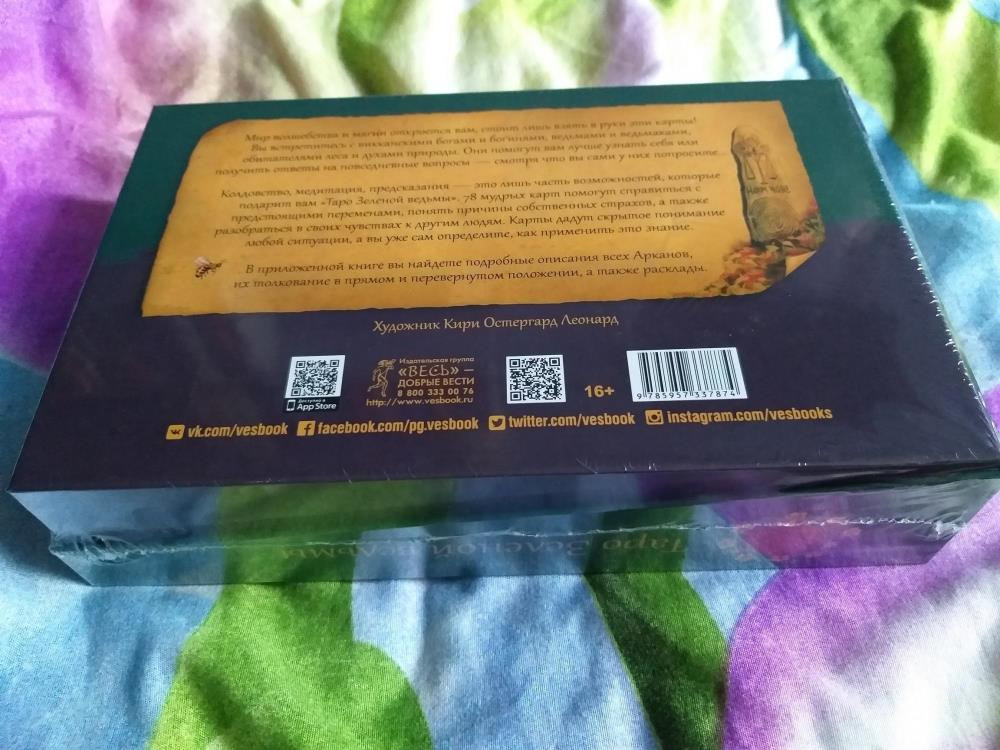 Мир волшебства и магии откроется вам, стоит лишь взять в руки эти карты!
Вы встретитесь с викканскими богами и богинями, ведьмами и ведьмаками,
обитателями леса и духами природы. Они помогут вам лучше узнать себя или
получить ответы на повседневные вопросы — смотря что вы сами у них попросите.
Колдовство, медитация, предсказания — это лишь часть возможностей, которые
подарит вам «Таро Зеленой ведьмы». 78 мудрых карт помогут справиться с
предстоящими переменами, понять причины собственных страхов, а также
разобраться в своих чувствах к другим людям. Карты дадут скрытое понимание
любой ситуации, а вы уже сам определите, как применить это знание.
В приложенной книге вы найдете подробные описания всех Арканов,
их толкование в прямом и перевернутом положении, а также расклады.
Художник Кири Остергард Леонард
Доступно в
App Store
Издательская группа
«ВЕСЬ» —
ДОБРЫЕ ВЕСТИ
8 800 333 00 76
http://www.vesbook.ru
16+
9 785957 337874
vk.com/vesbook
facebook.com/pg.vesbook
twitter.com/vesbook
instagram.com/vesbooks
Таро Зеленой ведьмы